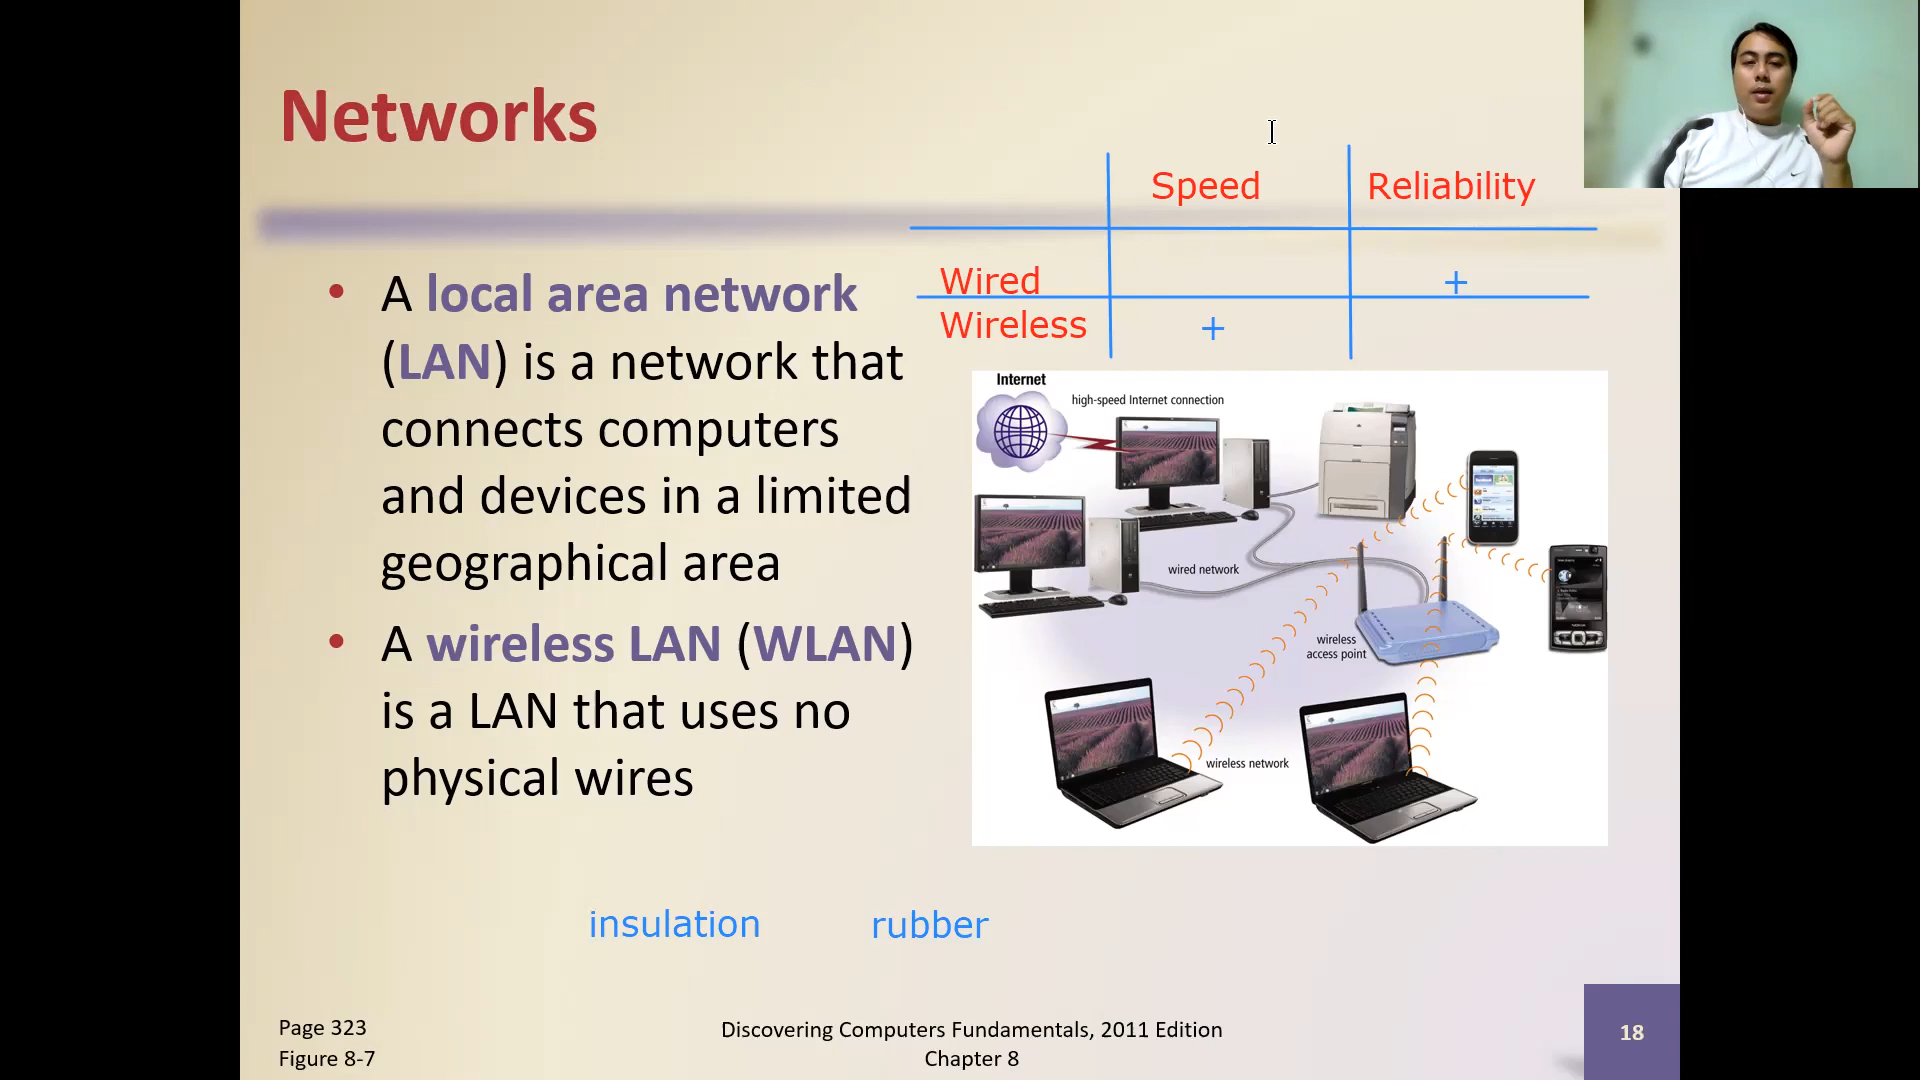 Networks
Speed
Reliability
Wired
+
Wireless
+
• A local area network
(LAN) is a network that
connects computers
and devices in a limited
geographical area
• A wireless LAN (WLAN)
is a LAN that uses no
physical wires
Internet
high-speed Internet connection
wired network
wireless
access point
wireless network
insulation
rubber
Page 323
Figure 8-7
Discovering Computers Fundamentals, 2011 Edition
Chapter 8
18